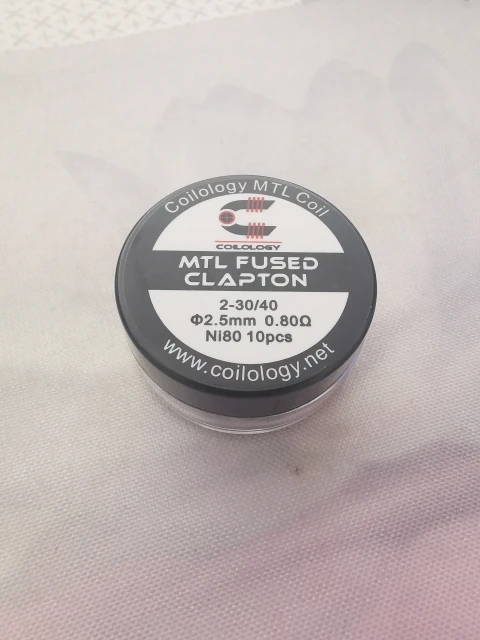 Coilology MTL Coil
COILOLOGY
MTL FUSED
CLAPTON
2-30/40
Φ2.5mm 0.80Ω
Ni80 10pcs
www.coilology.net